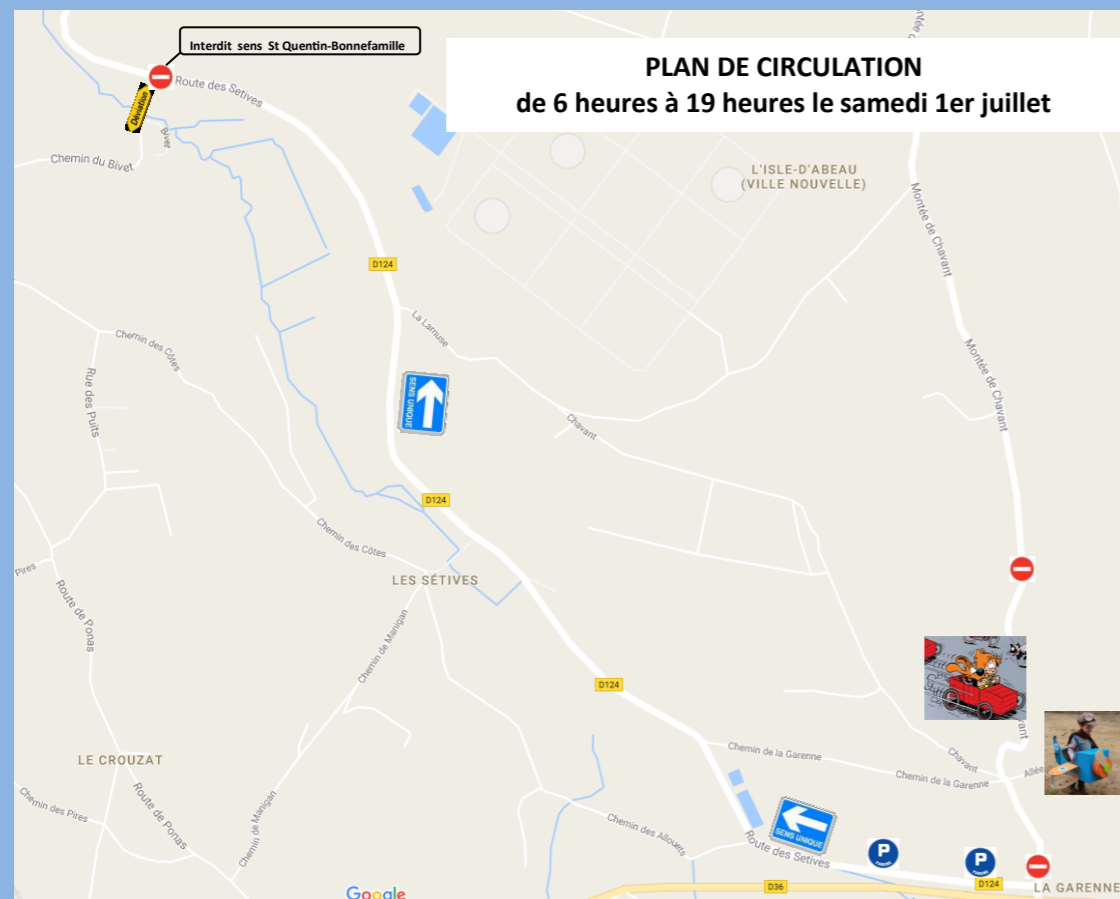 Interdit sens St Quentin-Bonnefamille
PLAN DE CIRCULATION
de 6 heures à 19 heures le samedi 1er juillet
Déviation
Route des Setives
Bivet
Chemin du Bivet
L'ISLE-D'ABEAU
(VILLE NOUVELLE)
Montée de Chavant
D124
La Lamuse
Chemin des Côtes
Rue des Puits
SENS UNIQUE
Montée de Chavant
Chavant
D124
Chemin des Côtes
Pires
LES SÉTIVES
Route de Ponas
Chemin de Manigan
D124
LE CROUZAT
Chemin de la Garenne
Chavant
Chemin de la Garenne
Allée
Chemin des Pires
Route de Ponas
Chemin de Manigan
Chemin des Allouets
SENS UNIQUE
Route des Setives
P
P
D124
D36
LA GARENNE
Google